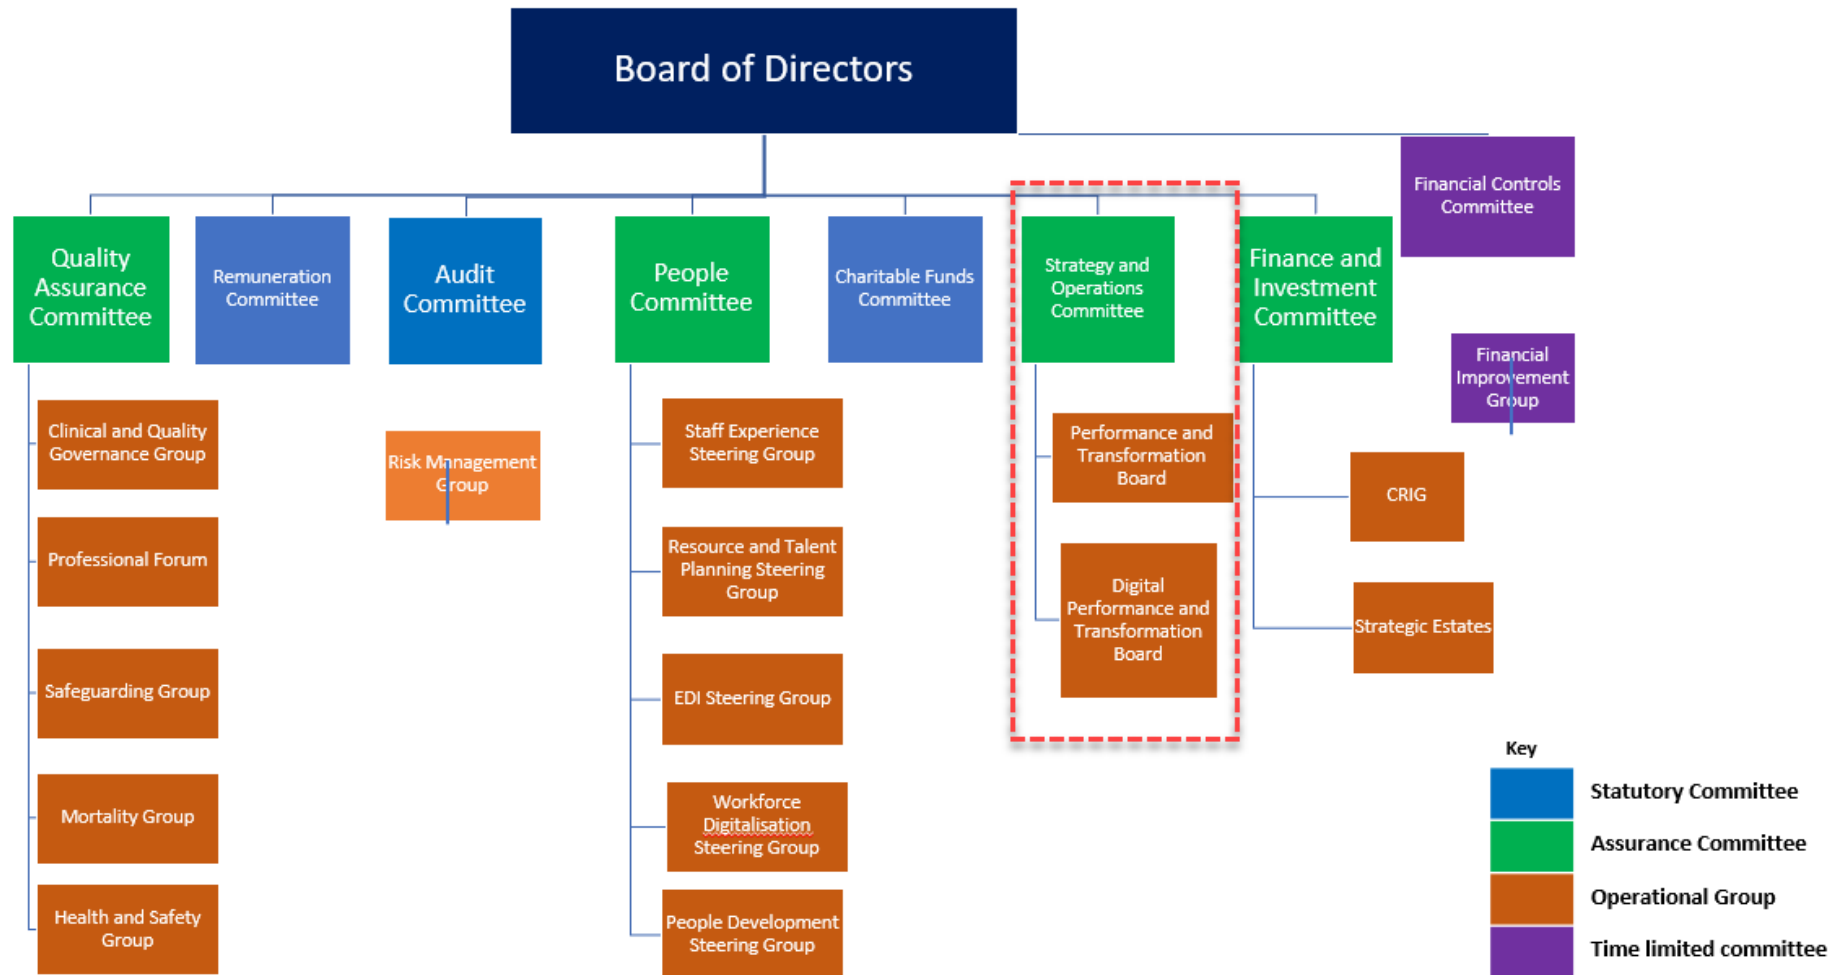 Board of Directors
Financial Controls
Committee
Quality
Assurance
Committee
Remuneration
Committee
Audit
Committee
People
Committee
Charitable Funds
Committee
Strategy and
Operations
Committee
Finance and
Investment
Committee
Financial
Improvement
Group
Clinical and Quality
Governance Group
Professional Forum
Safeguarding Group
Mortality Group
Health and Safety
Group
Risk Management
Group
Staff Experience
Steering Group
Resource and Talent
Planning Steering
Group
EDI Steering Group
Workforce
Digitalisation
Steering Group
People Development
Steering Group
Performance and
Transformation
Board
Digital
Performance and
Transformation
Board
CRIG
Strategic Estates
Key
Statutory Committee
Assurance Committee
Operational Group
Time limited committee